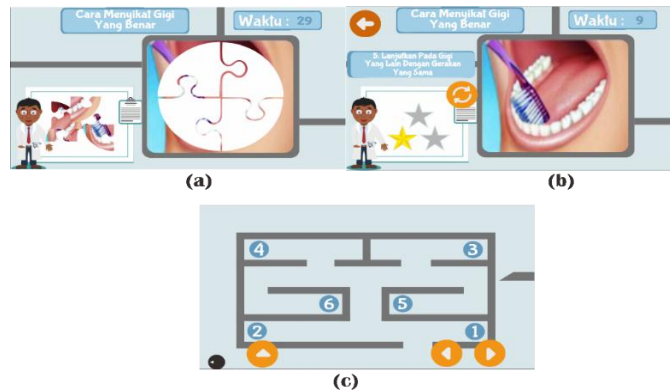 Cara Menyikat Gigi
Yang Benar
Waktu : 29
(a)
Cara Menyikat Gigi
Yang Benar
Waktu : 9
5. Lanjutkan Pada Gigi
Yang Lain Dengan Gerakan
Yang Sama
(b)
4
3
6
5
2
1
(c)